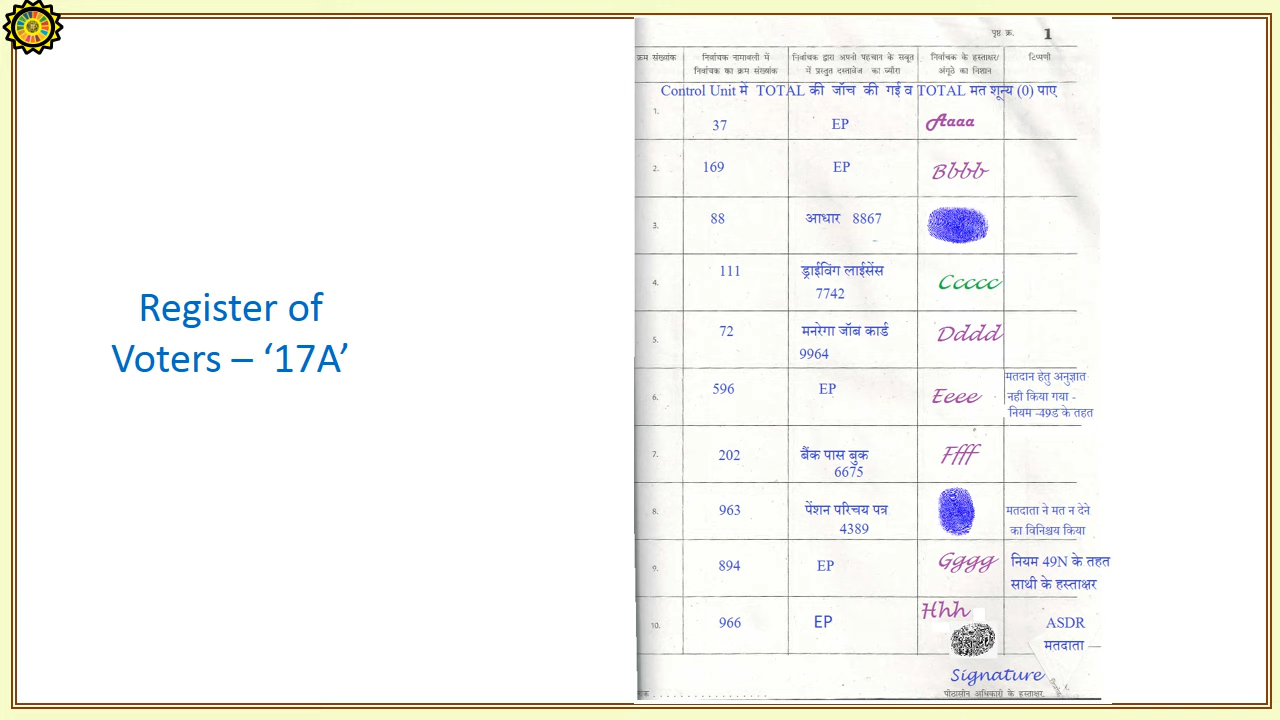 Register of
Voters – ‘17A’
पृष्ठ क्र. 1
क्रम संख्यांक
निर्वाचक नामावली में
निर्वाचक का क्रम संख्यांक
निर्वाचक द्वारा अपनी पहचान के सबूत
में प्रस्तुत दस्तावेज का ब्यौरा
निर्वाचक के हस्ताक्षर/
अंगूठे का निशान
टिप्पणी
Control Unit में TOTAL की जॉच की गई व TOTAL मत शून्य (0) पाए
1. 37 EP Aaaa
2. 169 EP Bbbb
3. 88 आधार 8867
4. 111 ड्राईविंग लाईसेंस Ccccc
7742
5. 72 मनरेगा जॉब कार्ड Dddd
9964
6. 596 EP Eeee मतदान हेतु अनुज्ञात
नही किया गया -
नियम -49ड के तहत
7. 202 बैंक पास बुक Ffff
6675
8. 963 पेंशन परिचय पत्र मतदाता ने मत न देने
4389 का विनिश्चय किया
9. 894 EP Gggg नियम 49N के तहत
साथी के हस्ताक्षर
10. 966 EP Hhh ASDR
मतदाता
Signature
पीठासीन अधिकारी के हस्ताक्षर.